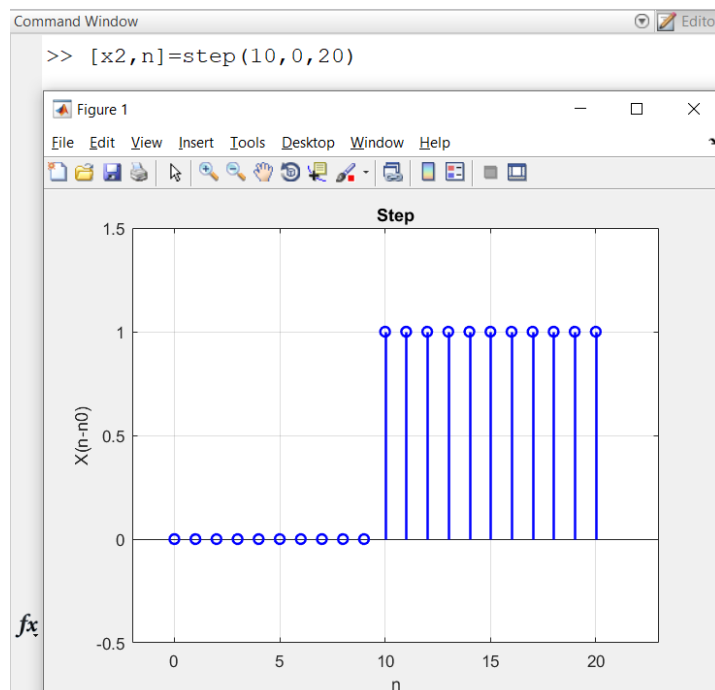 Command Window
Edito
>> [x2,n]=step(10,0,20)
Figure 1
File Edit View Insert Tools Desktop Window Help
Step
1.5
1
0.5
0
-0.5
X(n-n0)
0 5 10 15 20
n
fx